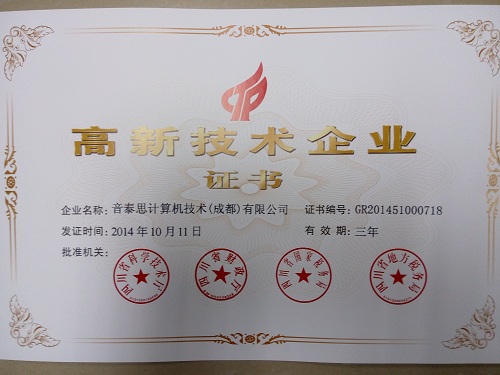 高新技术企业
证书
企业名称：音泰思计算机技术(成都)有限公司 证书编号：GR201451000718
发证时间：2014 年 10 月 11 日 有 效 期：三年
批准机关：
四川省科学技术厅 四川省财政厅 四川省国家税务局 四川省地方税务局